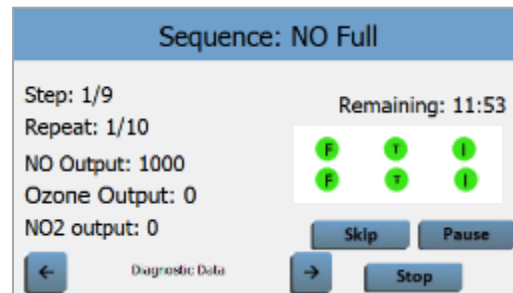 Sequence: NO Full
Step: 1/9
Repeat: 1/10
Remaining: 11:53
NO Output: 1000
Ozone Output: 0
NO2 output: 0
F T I
F T I
Skip Pause
← Diagnostic Data → Stop